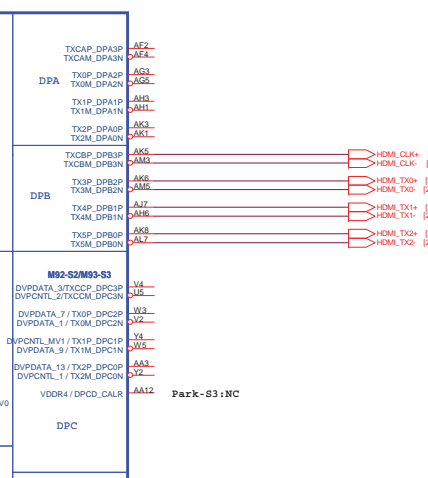 TXCAP_DPA3P AF2
TXCAM_DPA3N AF4
DPA
TX0P_DPA2P AG3
TX0M_DPA2N AG5
TX1P_DPA1P AH3
TX1M_DPA1N AH1
TX2P_DPA0P AK3
TX2M_DPA0N AK1
TXCBP_DPB3P AK5 HDMI_CLK+
TXCBM_DPB3N AM3 HDMI_CLK-
DPB
TX3P_DPB2P AK6 HDMI_TX0+
TX3M_DPB2N AM5 HDMI_TX0-
TX4P_DPB1P AJ7 HDMI_TX1+
TX4M_DPB1N AH6 HDMI_TX1-
TX5P_DPB0P AK8 HDMI_TX2+
TX5M_DPB0N AL7 HDMI_TX2-
M92-S2/M93-S3
DVPDATA_3/TXCCP_DPC3P V4
DVPCNTL_2/TXCCM_DPC3N U5
DVPDATA_7 / TX0P_DPC2P W3
DVPDATA_1 / TX0M_DPC2N V2
DVPCNTL_MV1 / TX1P_DPC1P Y4
DVPDATA_9 / TX1M_DPC1N W5
DVPDATA_13 / TX2P_DPC0P AA3
DVPCNTL_1 / TX2M_DPC0N Y2
VDDR4 / DPCD_CALR AA12 Park-S3:NC
V0
DPC